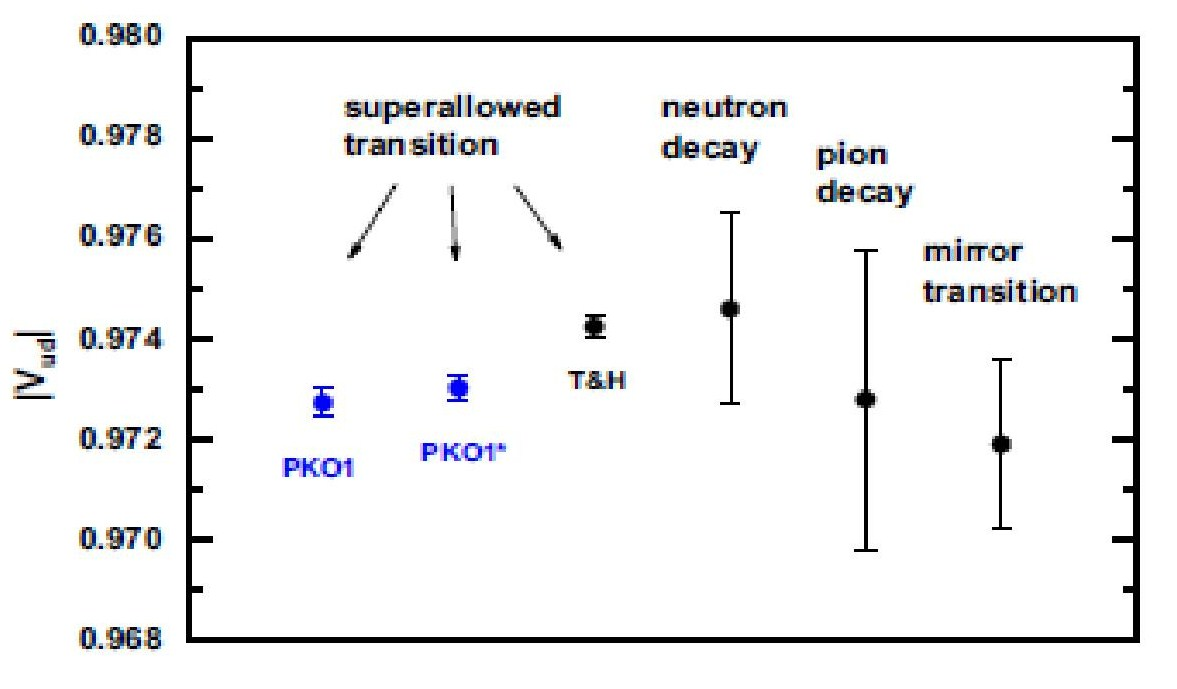 0.980
0.978
0.976
0.974
0.972
0.970
0.968
|Vud|
superallowed
transition
neutron
decay
pion
decay
mirror
transition
T&H
PKO1
PKO1*